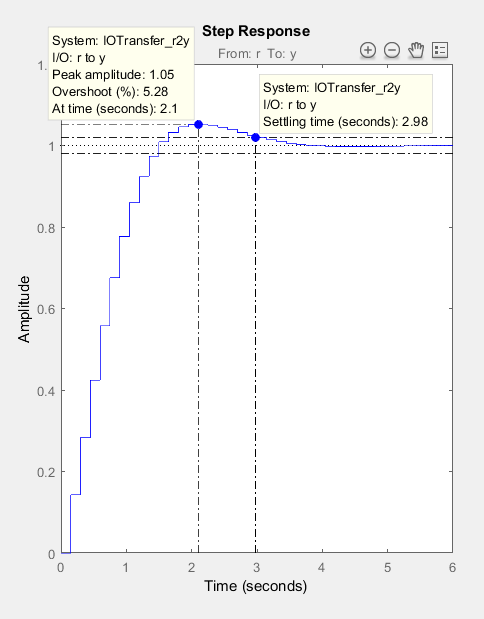 Step Response
From: r To: y
System: IOTransfer_r2y
I/O: r to y
Peak amplitude: 1.05
Overshoot (%): 5.28
At time (seconds): 2.1
System: IOTransfer_r2y
I/O: r to y
Settling time (seconds): 2.98
1
0.8
0.6
0.4
0.2
0
Amplitude
0 1 2 3 4 5 6
Time (seconds)